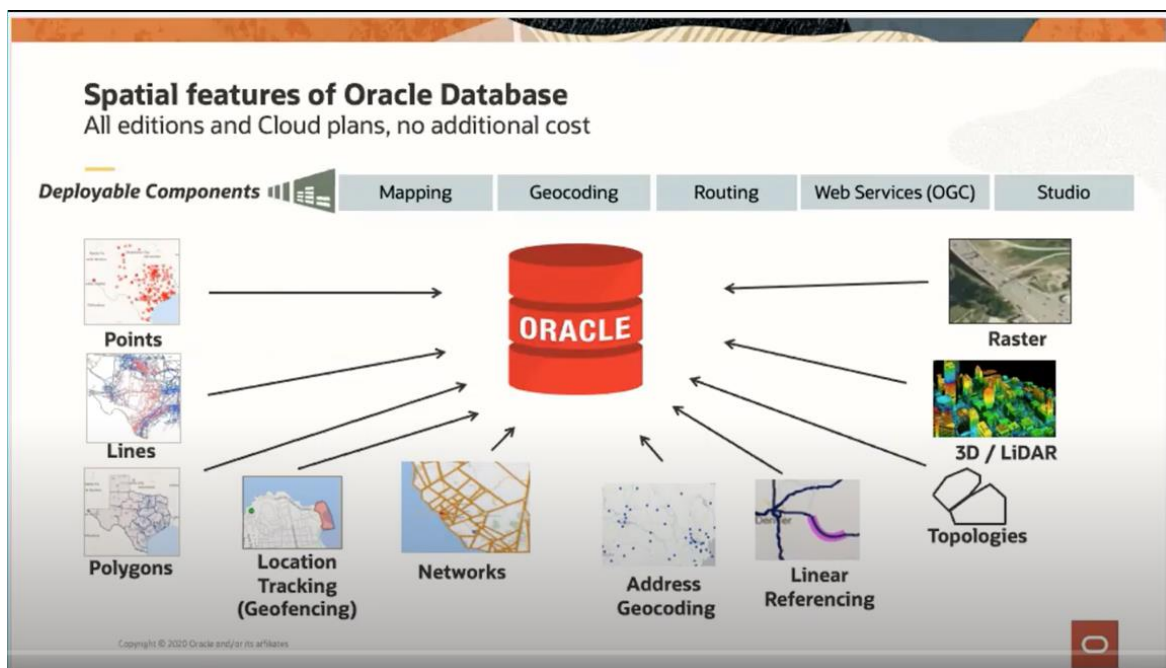 Spatial features of Oracle Database
All editions and Cloud plans, no additional cost
Deployable Components
Mapping
Geocoding
Routing
Web Services (OGC)
Studio
Points
Lines
Polygons
Location
Tracking
(Geofencing)
Networks
ORACLE
Address
Geocoding
Linear
Referencing
Denver
Raster
3D / LiDAR
Topologies
Copyright © 2020 Oracle and/or its affiliates